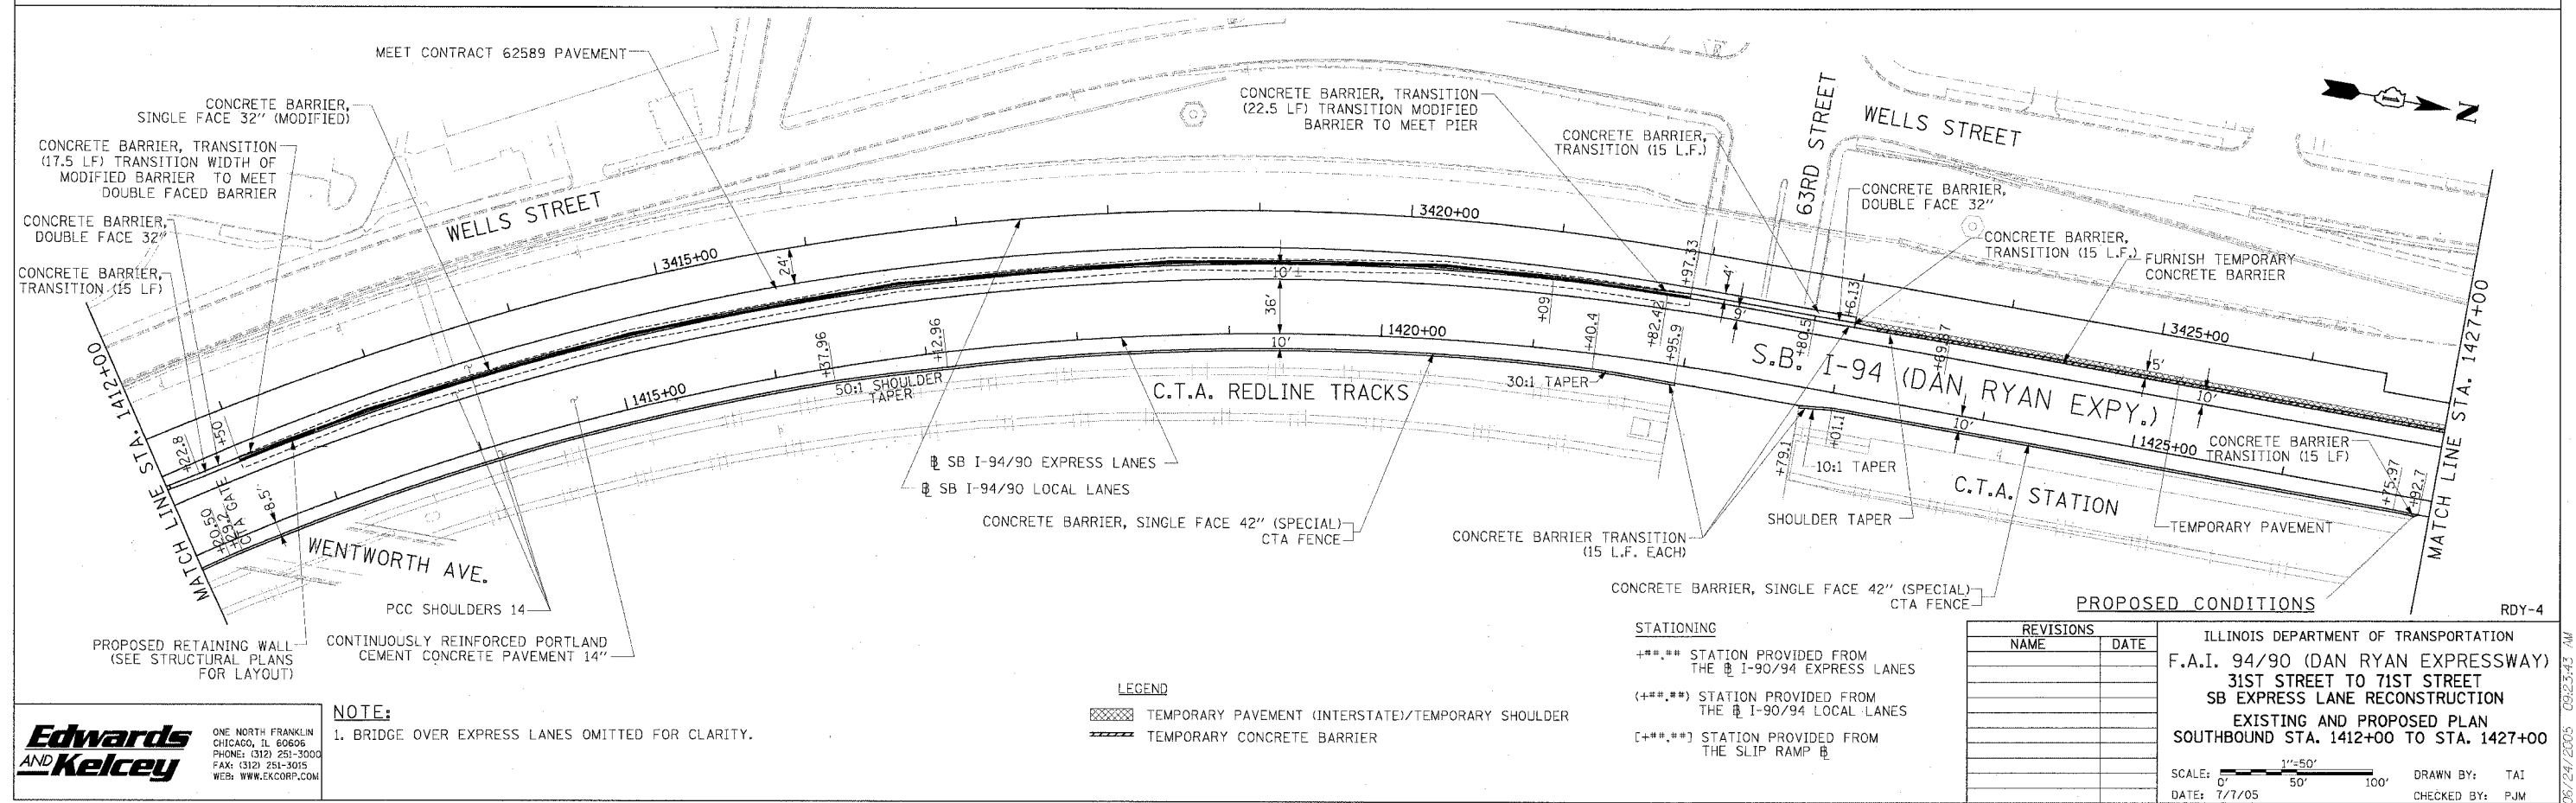 MEET CONTRACT 62589 PAVEMENT
CONCRETE BARRIER,
SINGLE FACE 32" (MODIFIED)
CONCRETE BARRIER, TRANSITION
(17.5 LF) TRANSITION WIDTH OF
MODIFIED BARRIER TO MEET
DOUBLE FACED BARRIER
CONCRETE BARRIER,
DOUBLE FACE 32"
CONCRETE BARRIER,
TRANSITION (15 LF)
MATCH LINE STA. 1412+00
WELLS STREET
3415+00
24'
CONCRETE BARRIER, TRANSITION
(22.5 LF) TRANSITION MODIFIED
BARRIER TO MEET PIER
CONCRETE BARRIER,
TRANSITION (15 L.F.)
3420+00
63RD STREET
WELLS STREET
N
CONCRETE BARRIER,
DOUBLE FACE 32"
CONCRETE BARRIER,
TRANSITION (15 L.F.)
FURNISH TEMPORARY
CONCRETE BARRIER
3425+00
MATCH LINE STA. 1427+00
+97.33
4'
+6.13
+80.5
10'±
36'
10'
+09
+40.4
+82.42
+95.9
1420+00
+37.96
+12.96
50:1 SHOULDER
TAPER
1415+00
+22.8
+50
+20.50
+29.2
CTA GATE
8.5'
S.B. I-94 (DAN RYAN EXPY.)
5'
10'
10'
1425+00
C.T.A. REDLINE TRACKS
30:1 TAPER
+79.1
+01.1
10:1 TAPER
C.T.A. STATION
CONCRETE BARRIER
TRANSITION (15 LF)
+75.97
+92.7
TEMPORARY PAVEMENT
SHOULDER TAPER
℄ SB I-94/90 EXPRESS LANES
℄ SB I-94/90 LOCAL LANES
CONCRETE BARRIER, SINGLE FACE 42" (SPECIAL)
CTA FENCE
CONCRETE BARRIER TRANSITION
(15 L.F. EACH)
CONCRETE BARRIER, SINGLE FACE 42" (SPECIAL)
CTA FENCE
WENTWORTH AVE.
PCC SHOULDERS 14
PROPOSED RETAINING WALL
(SEE STRUCTURAL PLANS
FOR LAYOUT)
CONTINUOUSLY REINFORCED PORTLAND
CEMENT CONCRETE PAVEMENT 14"
PROPOSED CONDITIONS
RDY-4
Edwards
AND Kelcey
ONE NORTH FRANKLIN
CHICAGO, IL 60606
PHONE: (312) 251-3000
FAX: (312) 251-3015
WEB: WWW.EKCORP.COM
NOTE:
1. BRIDGE OVER EXPRESS LANES OMITTED FOR CLARITY.
LEGEND
TEMPORARY PAVEMENT (INTERSTATE)/TEMPORARY SHOULDER
TEMPORARY CONCRETE BARRIER
STATIONING
+**.** STATION PROVIDED FROM
THE ℄ I-90/94 EXPRESS LANES
(+**.**) STATION PROVIDED FROM
THE ℄ I-90/94 LOCAL LANES
[+**.**] STATION PROVIDED FROM
THE SLIP RAMP ℄
REVISIONS
NAME DATE
ILLINOIS DEPARTMENT OF TRANSPORTATION
F.A.I. 94/90 (DAN RYAN EXPRESSWAY)
31ST STREET TO 71ST STREET
SB EXPRESS LANE RECONSTRUCTION
EXISTING AND PROPOSED PLAN
SOUTHBOUND STA. 1412+00 TO STA. 1427+00
SCALE: 1"=50'
0' 50' 100'
DATE: 7/7/05
DRAWN BY: TAI
CHECKED BY: PJM
09:23:43 AM